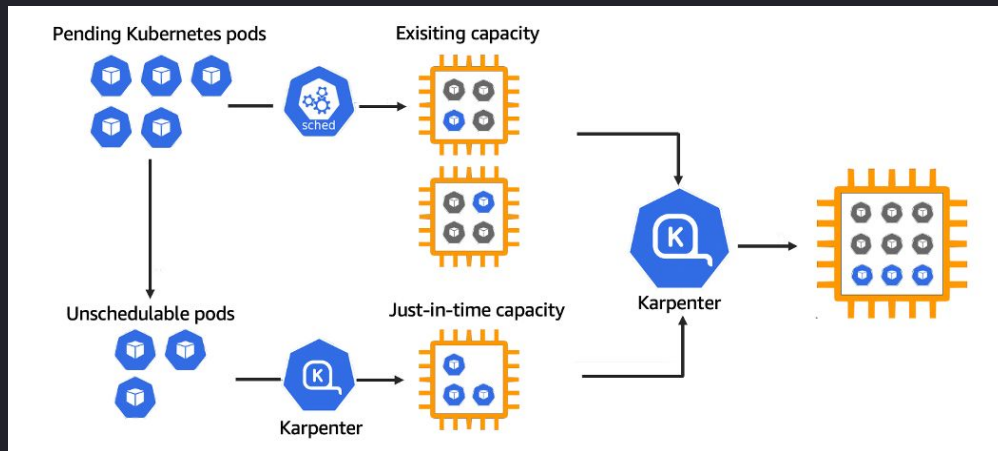 Pending Kubernetes pods
Exisiting capacity
sched
K
Karpenter
Unschedulable pods
Just-in-time capacity
K
Karpenter